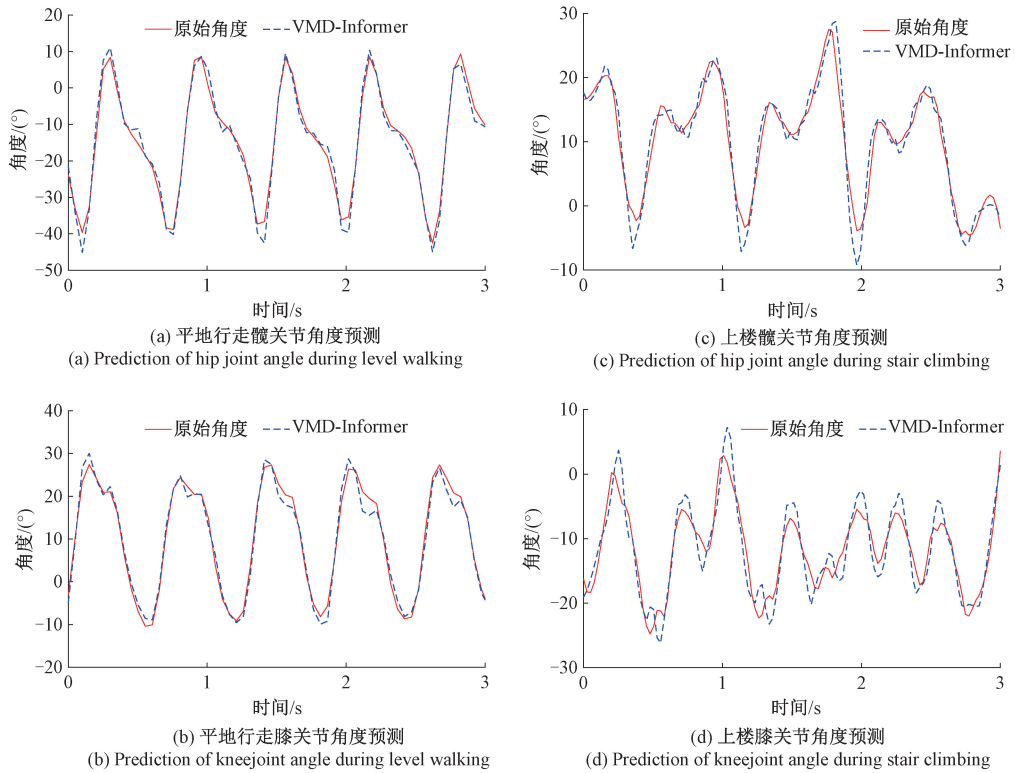 30
20
10
0
-10
-20
-30
-40
-50
角度/(°)
原始角度
VMD-Informer
0
1
2
3
时间/s
(a) 平地行走髋关节角度预测
(a) Prediction of hip joint angle during level walking
30
20
10
0
-10
角度/(°)
原始角度
VMD-Informer
0
1
2
3
时间/s
(c) 上楼髋关节角度预测
(c) Prediction of hip joint angle during stair climbing
40
30
20
10
0
-10
-20
角度/(°)
原始角度
VMD-Informer
0
1
2
3
时间/s
(b) 平地行走膝关节角度预测
(b) Prediction of kneejoint angle during level walking
10
0
-10
-20
-30
角度/(°)
原始角度
VMD-Informer
0
1
2
3
时间/s
(d) 上楼膝关节角度预测
(d) Prediction of kneejoint angle during stair climbing